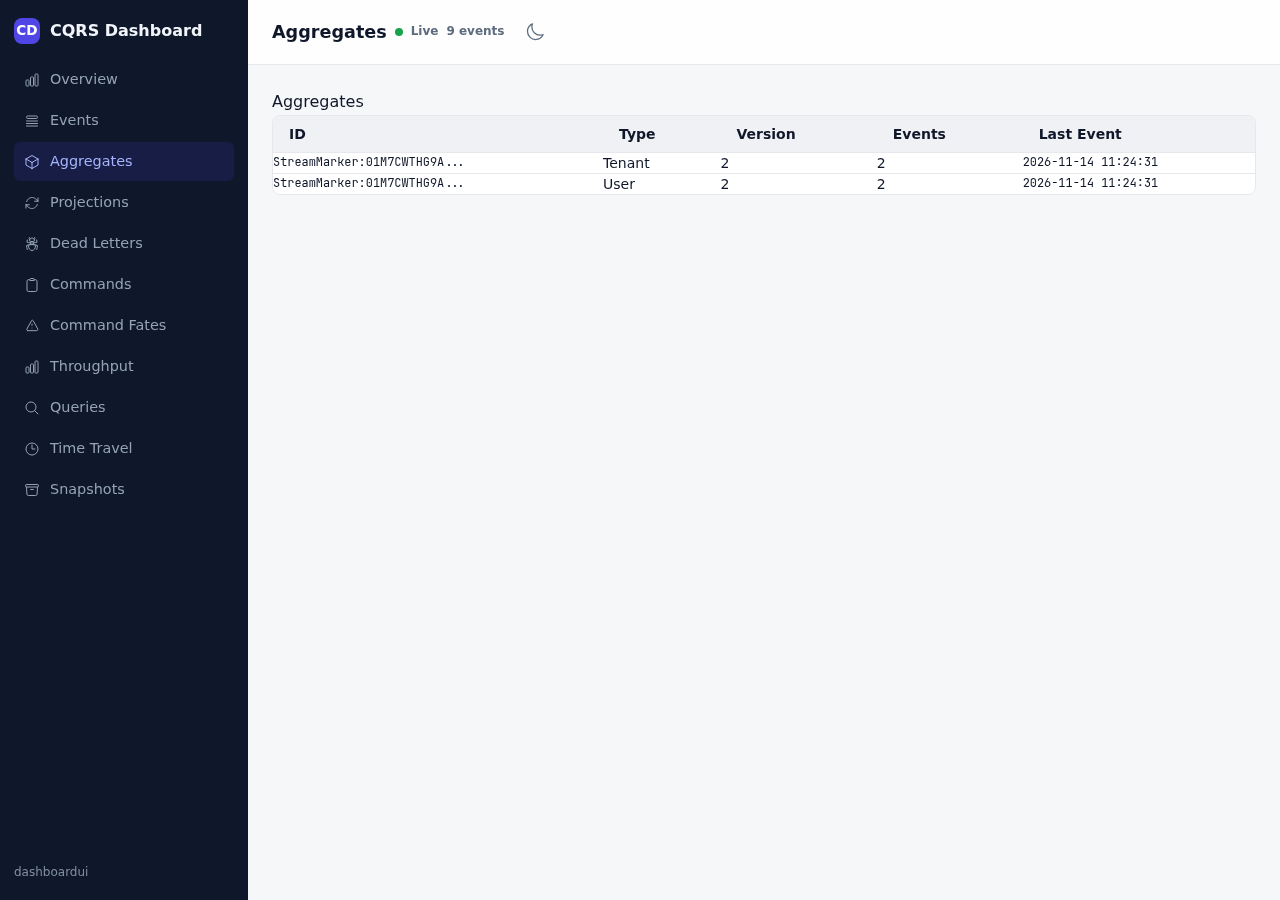 CD CQRS Dashboard
Overview
Events
Aggregates
Projections
Dead Letters
Commands
Command Fates
Throughput
Queries
Time Travel
Snapshots
dashboardui
Aggregates Live 9 events
Aggregates
ID Type Version Events Last Event
StreamMarker:01M7CWTHG9A... Tenant 2 2 2026-11-14 11:24:31
StreamMarker:01M7CWTHG9A... User 2 2 2026-11-14 11:24:31